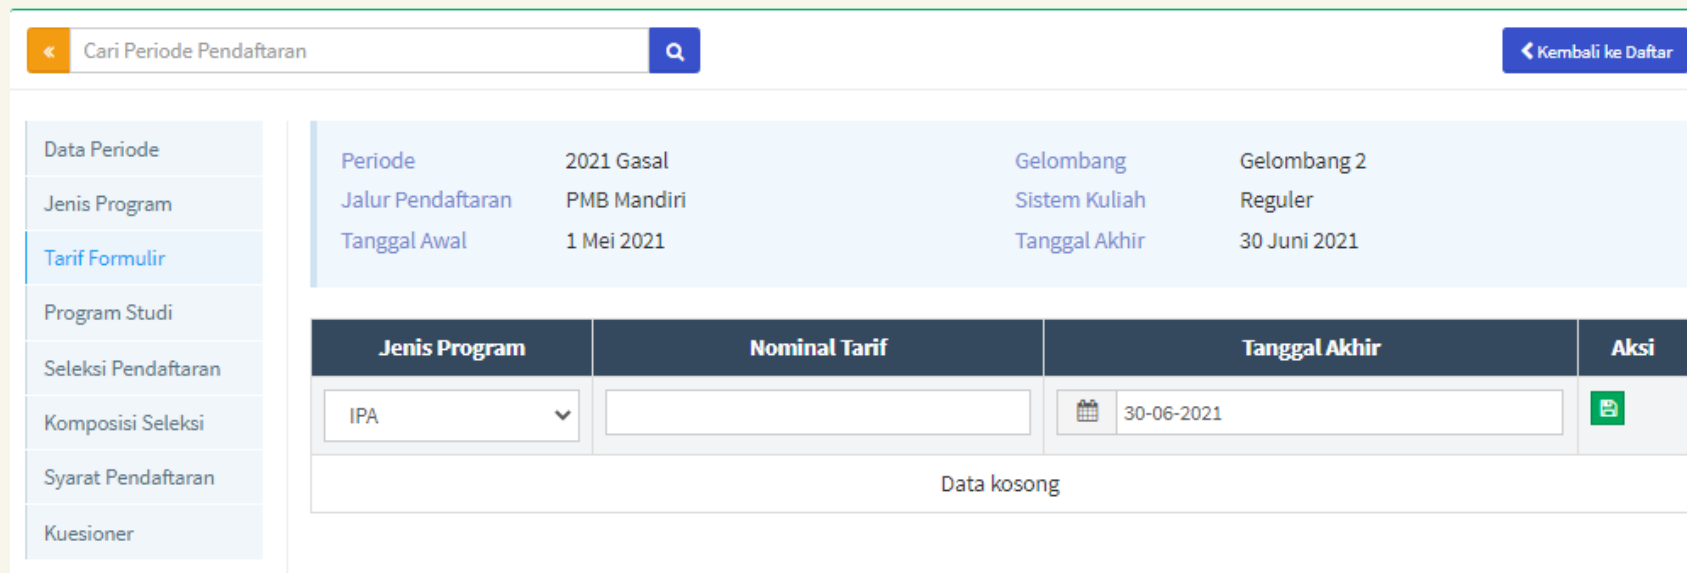 « Cari Periode Pendaftaran
Kembali ke Daftar
Data Periode
Jenis Program
Tarif Formulir
Program Studi
Seleksi Pendaftaran
Komposisi Seleksi
Syarat Pendaftaran
Kuesioner
Periode 2021 Gasal Gelombang Gelombang 2
Jalur Pendaftaran PMB Mandiri Sistem Kuliah Reguler
Tanggal Awal 1 Mei 2021 Tanggal Akhir 30 Juni 2021
Jenis Program Nominal Tarif Tanggal Akhir Aksi
IPA 30-06-2021
Data kosong